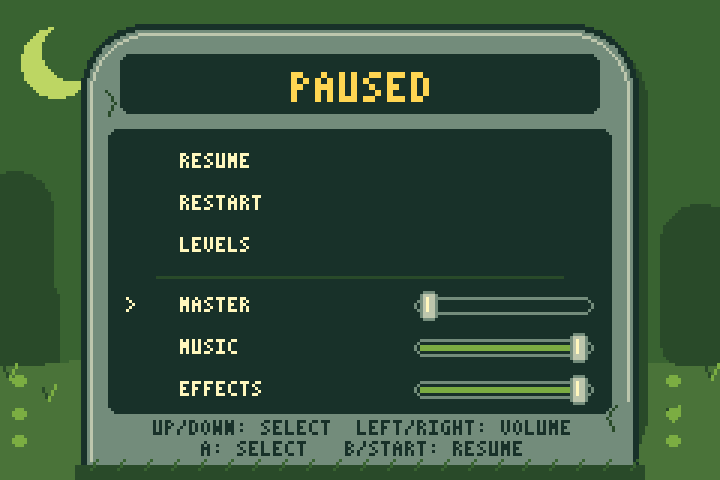 PAUSED
RESUME
RESTART
LEVELS
> MASTER
MUSIC
EFFECTS
UP/DOWN: SELECT LEFT/RIGHT: VOLUME
A: SELECT B/START: RESUME